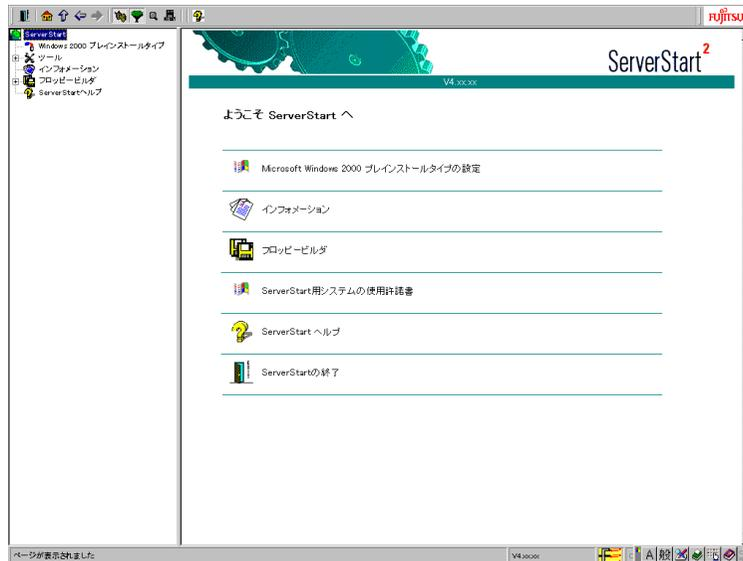 FUJITSU
ServerStart
Windows 2000 プレインストールタイプ
ツール
インフォメーション
フロッピービルダ
ServerStartヘルプ
ServerStart2
V4.xx.xx
ようこそ ServerStart へ
Microsoft Windows 2000 プレインストールタイプの設定
インフォメーション
フロッピービルダ
ServerStart用システムの使用許諾書
ServerStart ヘルプ
ServerStartの終了
ページが表示されました
V4.xx.xx
A 般